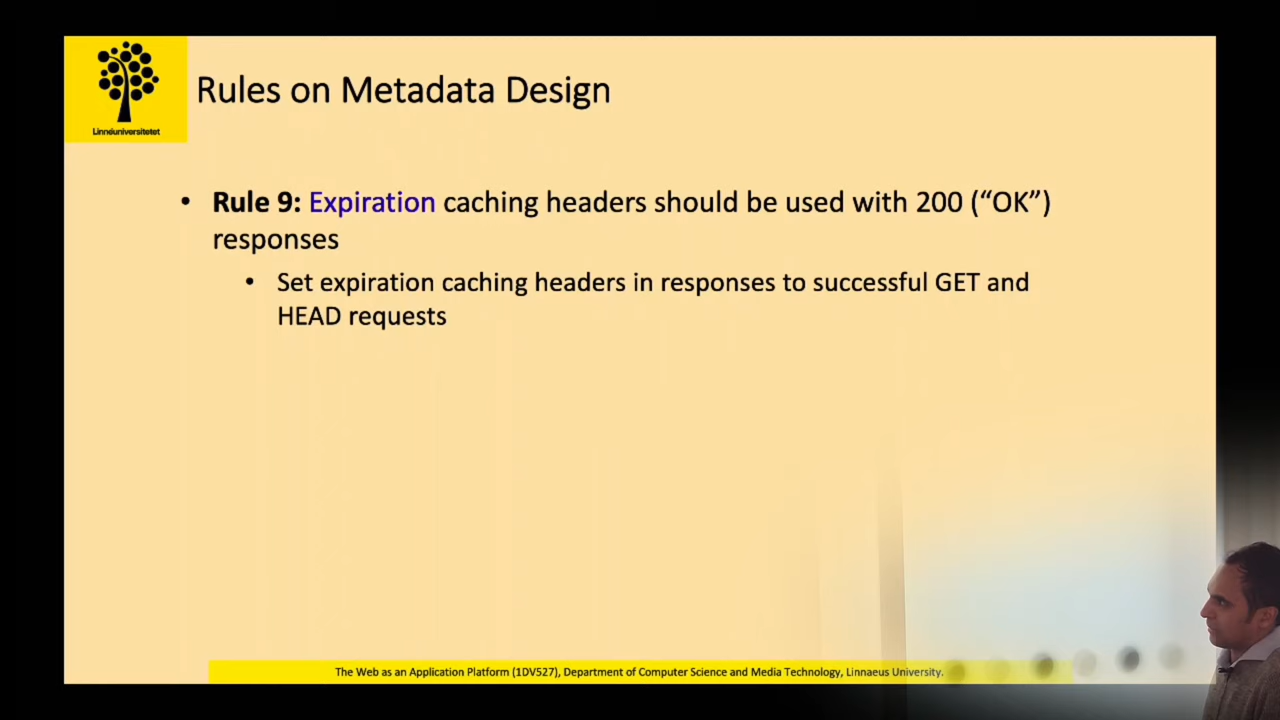 Linnéuniversitetet
Rules on Metadata Design
• Rule 9: Expiration caching headers should be used with 200 (“OK”)
responses
• Set expiration caching headers in responses to successful GET and
HEAD requests
The Web as an Application Platform (1DV527), Department of Computer Science and Media Technology, Linnaeus University.